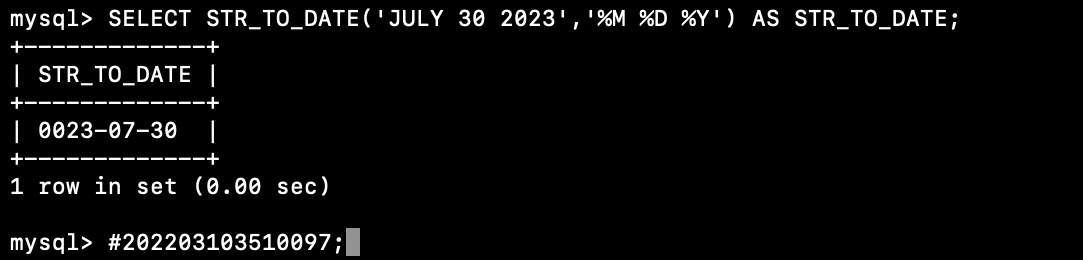 mysql> SELECT STR_TO_DATE('JULY 30 2023','%M %D %Y') AS STR_TO_DATE;
+-------------+
| STR_TO_DATE |
+-------------+
| 0023-07-30  |
+-------------+
1 row in set (0.00 sec)
mysql> #202203103510097;